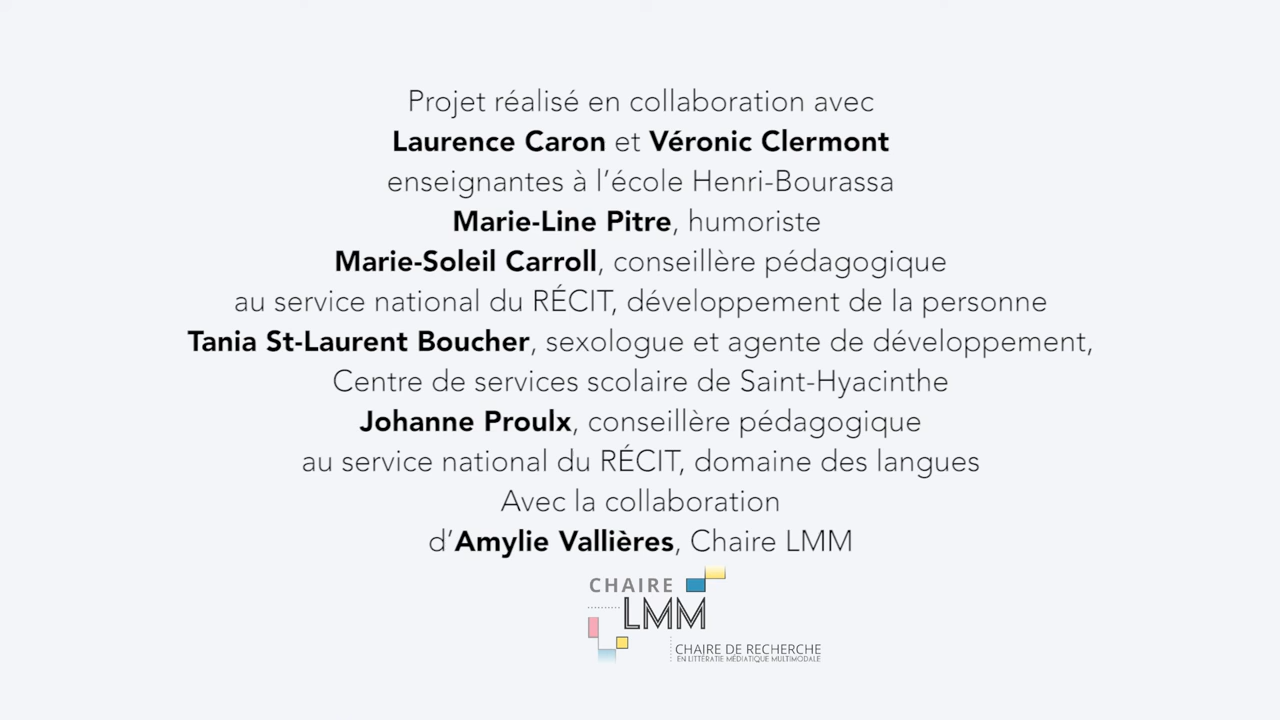 Projet réalisé en collaboration avec
Laurence Caron et Véronic Clermont
enseignantes à l’école Henri-Bourassa
Marie-Line Pitre, humoriste
Marie-Soleil Carroll, conseillère pédagogique
au service national du RÉCIT, développement de la personne
Tania St-Laurent Boucher, sexologue et agente de développement,
Centre de services scolaire de Saint-Hyacinthe
Johanne Proulx, conseillère pédagogique
au service national du RÉCIT, domaine des langues
Avec la collaboration
d’Amylie Vallières, Chaire LMM
CHAIRE
LMM
CHAIRE DE RECHERCHE
EN LITTÉRATIE MÉDIATIQUE MULTIMODALE